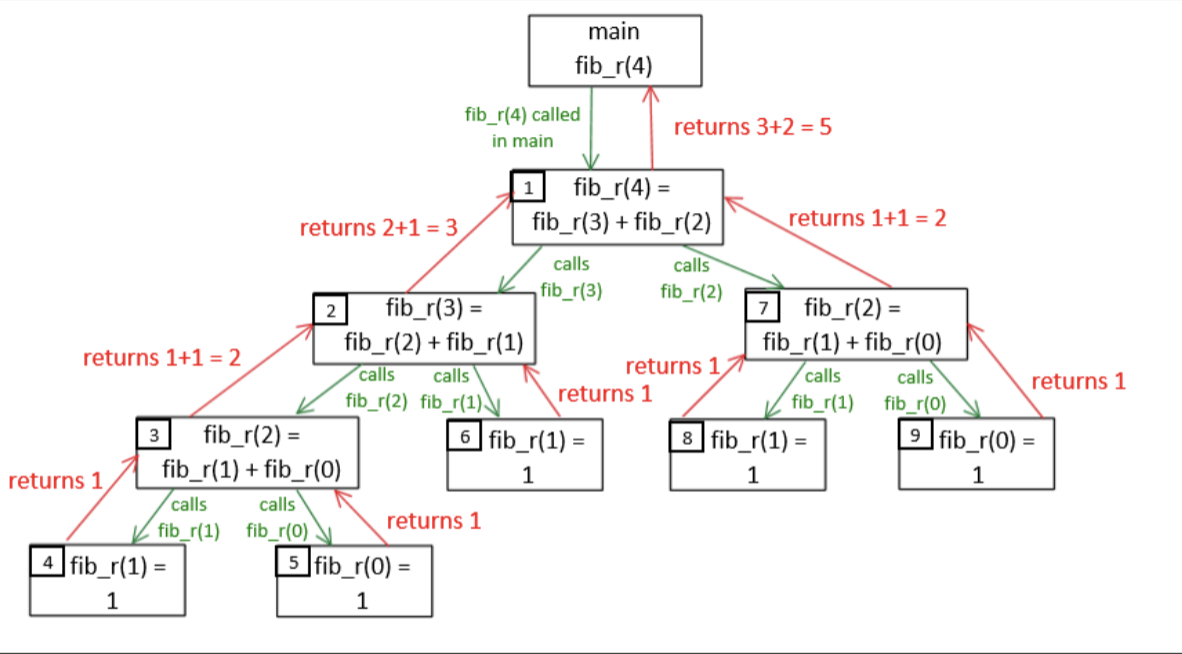 main
fib_r(4)
fib_r(4) called
in main
returns 3+2 = 5
1
fib_r(4) =
fib_r(3) + fib_r(2)
returns 2+1 = 3
returns 1+1 = 2
calls
fib_r(3)
calls
fib_r(2)
2
fib_r(3) =
fib_r(2) + fib_r(1)
7
fib_r(2) =
fib_r(1) + fib_r(0)
returns 1+1 = 2
calls
fib_r(2)
calls
fib_r(1)
returns 1
returns 1
calls
fib_r(1)
calls
fib_r(0)
returns 1
3
fib_r(2) =
fib_r(1) + fib_r(0)
6
fib_r(1) =
1
8
fib_r(1) =
1
9
fib_r(0) =
1
returns 1
calls
fib_r(1)
calls
fib_r(0)
returns 1
4
fib_r(1) =
1
5
fib_r(0) =
1